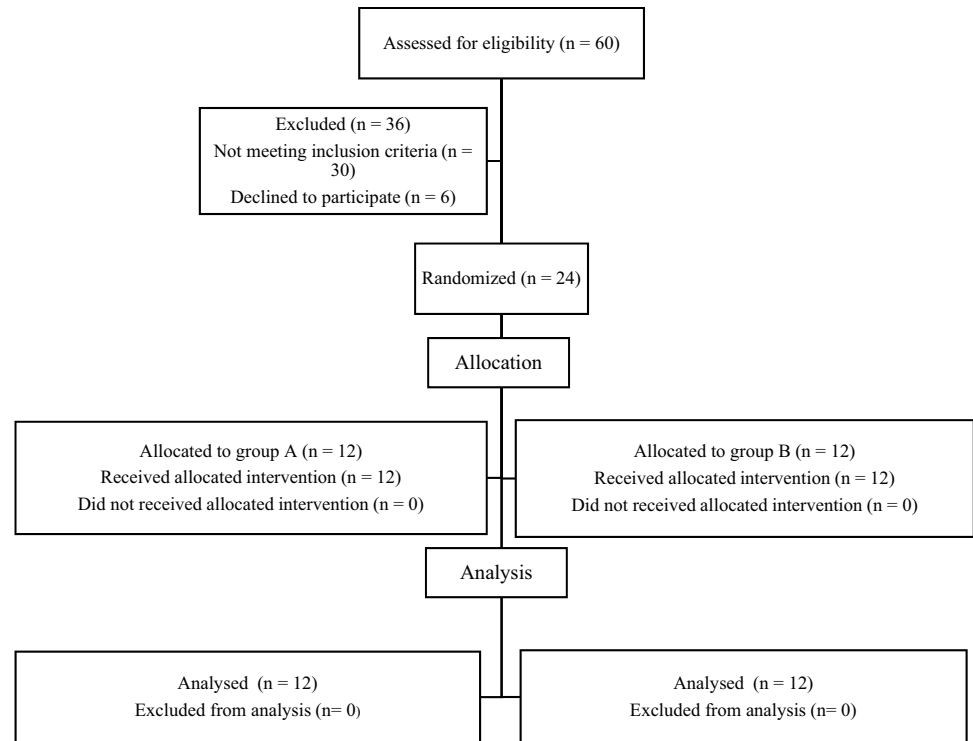 Assessed for eligibility (n = 60)
Excluded (n = 36)
Not meeting inclusion criteria (n =
30)
Declined to participate (n = 6)
Randomized (n = 24)
Allocation
Allocated to group A (n = 12)
Received allocated intervention (n = 12)
Did not received allocated intervention (n = 0)
Allocated to group B (n = 12)
Received allocated intervention (n = 12)
Did not received allocated intervention (n = 0)
Analysis
Analysed (n = 12)
Excluded from analysis (n= 0)
Analysed (n = 12)
Excluded from analysis (n= 0)